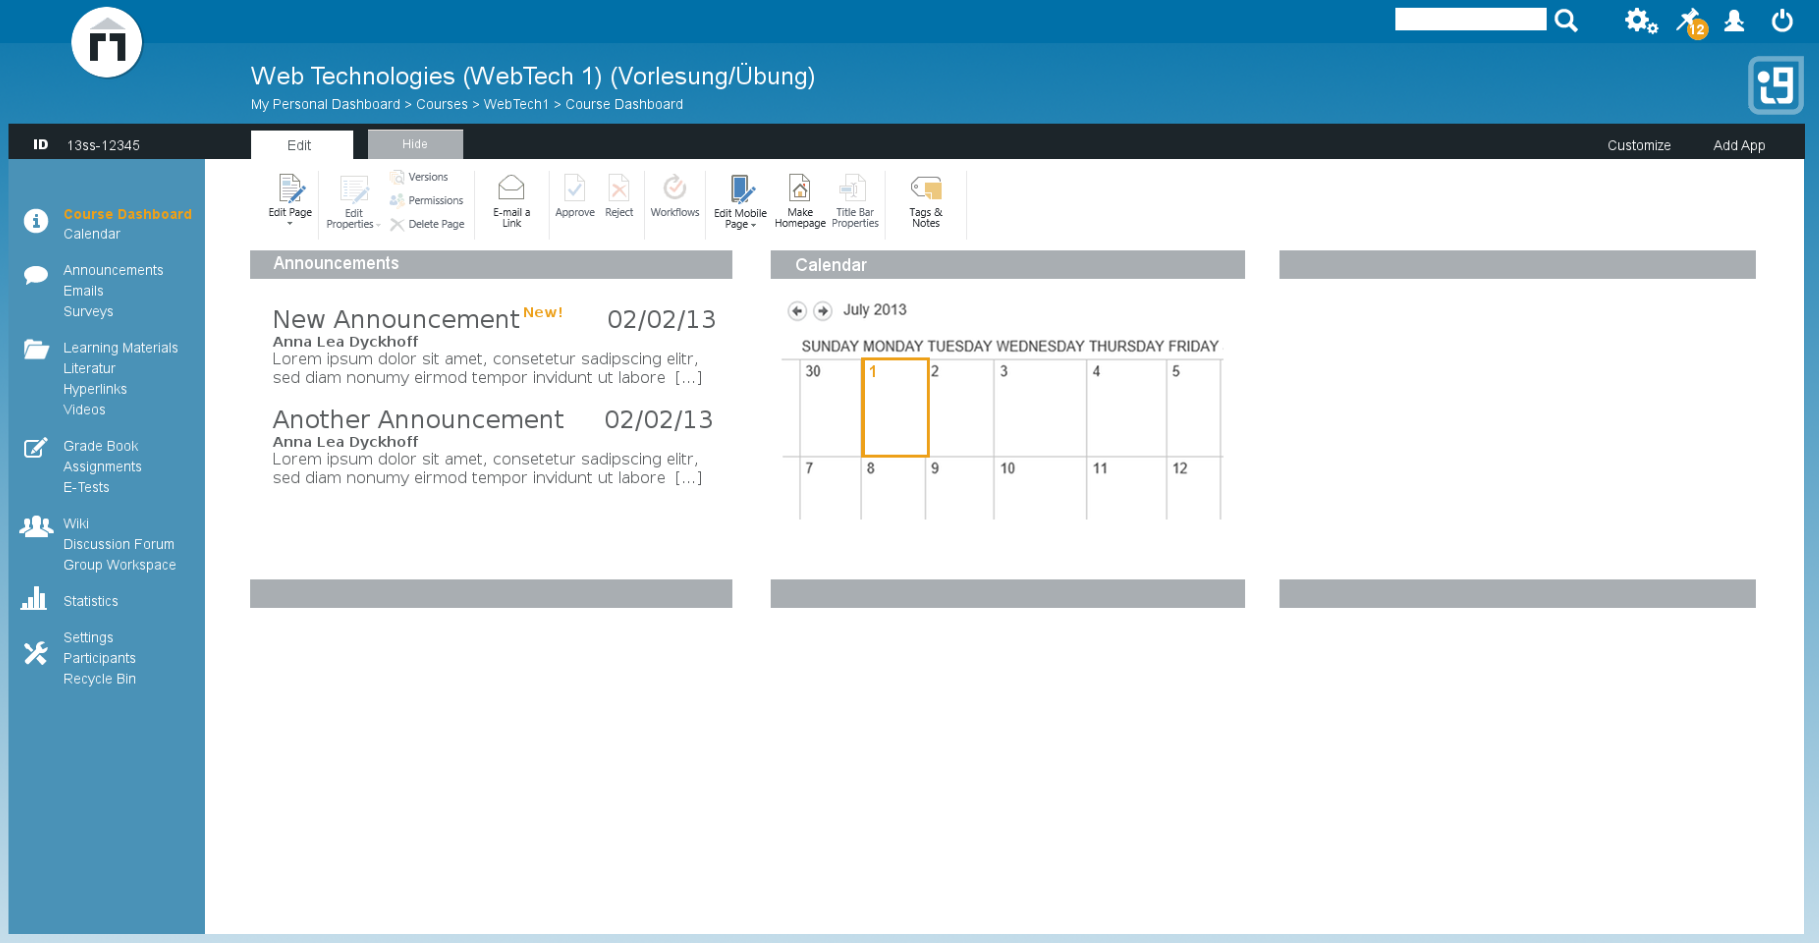 12
Web Technologies (WebTech 1) (Vorlesung/Übung)
My Personal Dashboard > Courses > WebTech1 > Course Dashboard
ID 13ss-12345
Edit
Hide
Customize
Add App
Course Dashboard
Calendar
Announcements
Emails
Surveys
Learning Materials
Literatur
Hyperlinks
Videos
Grade Book
Assignments
E-Tests
Wiki
Discussion Forum
Group Workspace
Statistics
Settings
Participants
Recycle Bin
Edit Page
Edit
Properties
Versions
Permissions
Delete Page
E-mail a
Link
Approve
Reject
Workflows
Edit Mobile
Page
Make
Homepage
Title Bar
Properties
Tags &
Notes
Announcements
New Announcement New! 02/02/13
Anna Lea Dyckhoff
Lorem ipsum dolor sit amet, consetetur sadipscing elitr,
sed diam nonumy eirmod tempor invidunt ut labore [...]
Another Announcement 02/02/13
Anna Lea Dyckhoff
Lorem ipsum dolor sit amet, consetetur sadipscing elitr,
sed diam nonumy eirmod tempor invidunt ut labore [...]
Calendar
July 2013
SUNDAY MONDAY TUESDAY WEDNESDAY THURSDAY FRIDAY
30 1 2 3 4 5
7 8 9 10 11 12